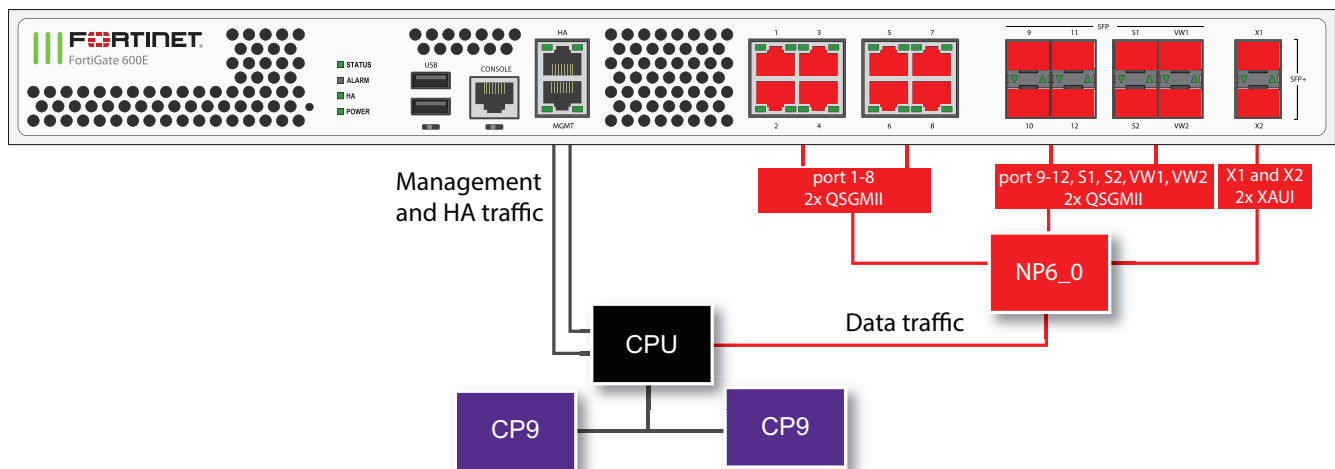 FORTINET
FortiGate 600E
STATUS
ALARM
HA
POWER
USB
CONSOLE
HA
MGMT
1 3
2 4
5 7
6 8
SFP
9 11 S1 VW1
10 12 S2 VW2
X1
X2
SFP+
Management
and HA traffic
port 1-8
2x QSGMII
port 9-12, S1, S2, VW1, VW2
2x QSGMII
X1 and X2
2x XAUI
NP6_0
Data traffic
CPU
CP9
CP9